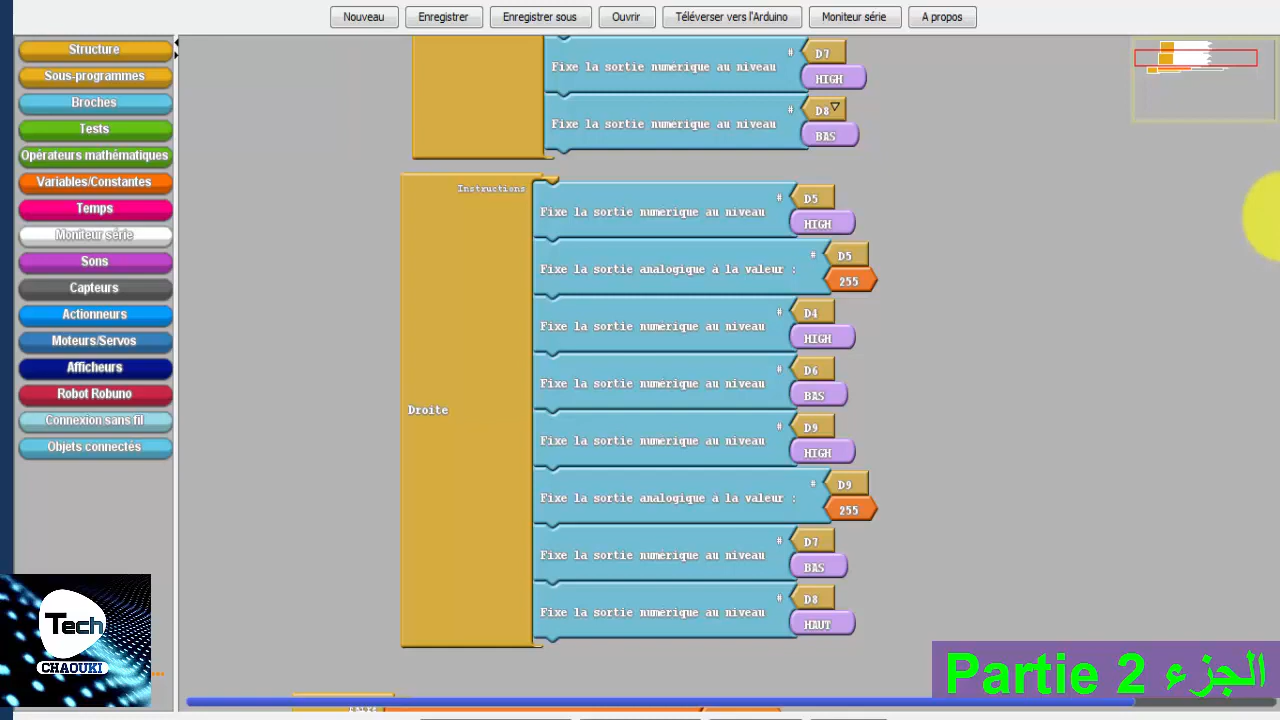 Nouveau
Enregistrer
Enregistrer sous
Ouvrir
Téléverser vers l'Arduino
Moniteur série
A propos
Structure
Sous-programmes
Broches
Tests
Opérateurs mathématiques
Variables/Constantes
Temps
Moniteur série
Sons
Capteurs
Actionneurs
Moteurs/Servos
Afficheurs
Robot Robuno
Connexion sans fil
Objets connectés
Fixe la sortie numerique au niveau # D7
HIGH
Fixe la sortie numerique au niveau # D8
BAS
Droite
Instructions
Fixe la sortie numerique au niveau # D5
HIGH
Fixe la sortie analogique à la valeur : # D5
255
Fixe la sortie numerique au niveau # D4
HIGH
Fixe la sortie numerique au niveau # D6
BAS
Fixe la sortie numerique au niveau # D9
HIGH
Fixe la sortie analogique à la valeur : # D9
255
Fixe la sortie numerique au niveau # D7
BAS
Fixe la sortie numerique au niveau # D8
HAUT
Tech
CHAOUKI
Partie 2 الجزء